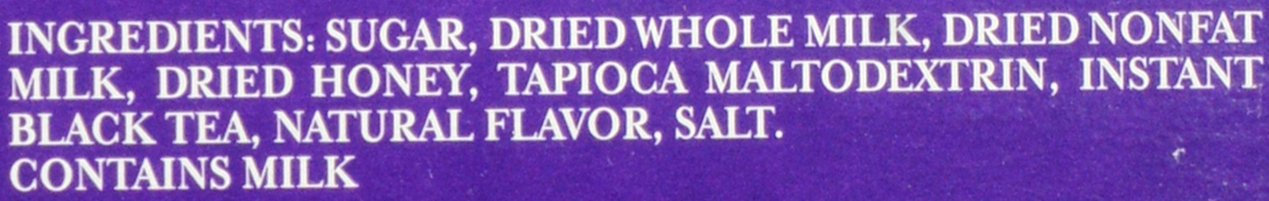 INGREDIENTS: SUGAR, DRIED WHOLE MILK, DRIED NONFAT
MILK, DRIED HONEY, TAPIOCA MALTODEXTRIN, INSTANT
BLACK TEA, NATURAL FLAVOR, SALT.
CONTAINS MILK